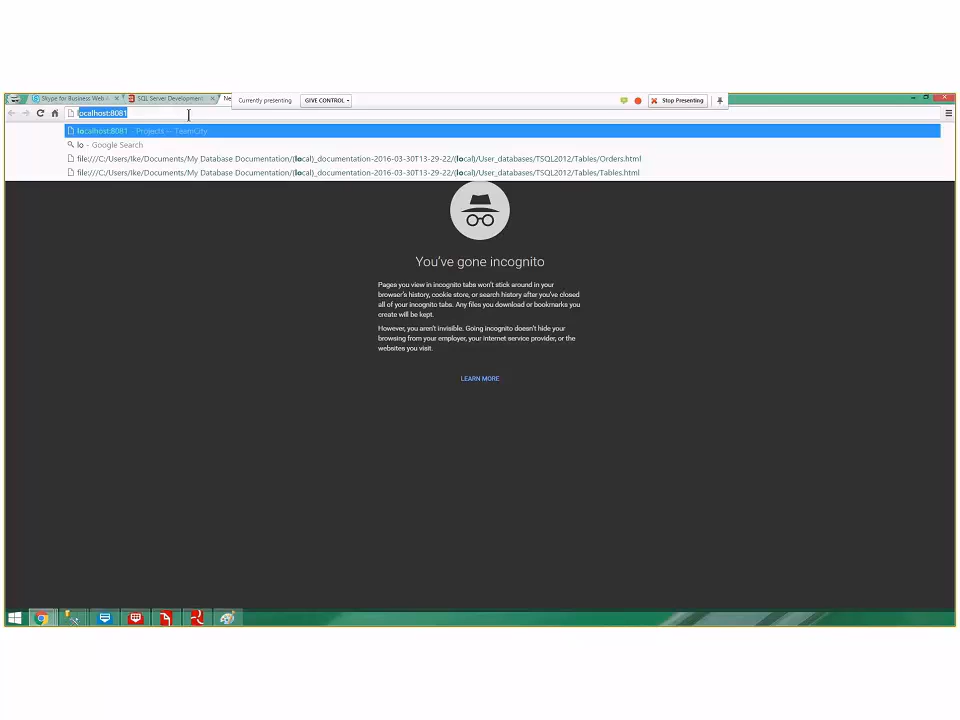 Skype for Business Web A
SQL Server Development
Ne
Currently presenting
GIVE CONTROL
Stop Presenting
localhost:8081
localhost:8081 - Projects — TeamCity
lo - Google Search
file:///C:/Users/Ike/Documents/My Database Documentation/(local)_documentation-2016-03-30T13-29-22/(local)/User_databases/TSQL2012/Tables/Orders.html
file:///C:/Users/Ike/Documents/My Database Documentation/(local)_documentation-2016-03-30T13-29-22/(local)/User_databases/TSQL2012/Tables/Tables.html
You've gone incognito
Pages you view in incognito tabs won't stick around in your
browser's history, cookie store, or search history after you've closed
all of your incognito tabs. Any files you download or bookmarks you
create will be kept.
However, you aren't invisible. Going incognito doesn't hide your
browsing from your employer, your internet service provider, or the
websites you visit.
LEARN MORE